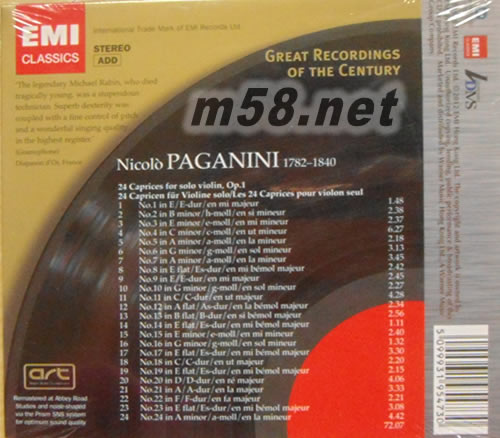 EMI
CLASSICS
International Trade Mark of EMI Records Ltd.
STEREO
ADD
GREAT RECORDINGS
OF THE CENTURY
m58.net
'The legendary Michael Rabin, who died
tragically young, was a stupendous
technician. Superb dexterity was
coupled with a fine control of pitch
and a wonderful singing quality
in the highest register.'
(Gramophone)
Diapason d'Or, France
Nicolò PAGANINI 1782–1840
24 Caprices for solo violin, Op.1
24 Capricen für Violine solo/Les 24 Caprices pour violon seul
1 No.1 in E/E-dur/en mi majeur 1.48
2 No.2 in B minor/h-moll/en si mineur 2.38
3 No.3 in E minor/e-moll/en mi mineur 2.37
4 No.4 in C minor/c-moll/en ut mineur 6.27
5 No.5 in A minor/a-moll/en la mineur 2.18
6 No.6 in G minor/g-moll/en sol mineur 3.13
7 No.7 in A minor/a-moll/en la mineur 3.45
8 No.8 in E flat/Es-dur/en mi bémol majeur 2.42
9 No.9 in E/E-dur/en mi majeur 2.45
10 No.10 in G minor/g-moll/en sol mineur 2.27
11 No.11 in C/C-dur/en ut majeur 4.28
12 No.12 in A flat/As-dur/en la bémol majeur 2.34
13 No.13 in B flat/B-dur/en si bémol majeur 2.56
14 No.14 in E flat/Es-dur/en mi bémol majeur 1.11
15 No.15 in E minor/e-moll/en mi mineur 2.40
16 No.16 in G minor/g-moll/en sol mineur 1.32
17 No.17 in E flat/Es-dur/en mi bémol majeur 3.30
18 No.18 in C/C-dur/en ut majeur 2.20
19 No.19 in E flat/Es-dur/en mi bémol majeur 2.15
20 No.20 in D/D-dur/en ré majeur 4.06
21 No.21 in A/A-dur/en la majeur 3.33
22 No.22 in F/F-dur/en fa majeur 2.21
23 No.23 in E flat/Es-dur/en mi bémol majeur 3.08
24 No.24 in A minor/a-moll/en la mineur 4.42
72.07
art
Remastered at Abbey Road
Studios and noise-shaped
via the Prism SNS system
for optimum sound quality
5 099931 954730